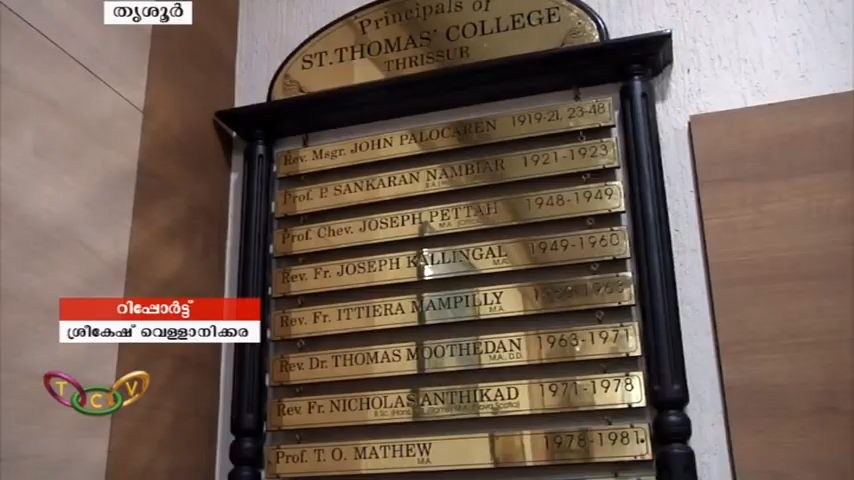 തൃശൂർ
Principals of
ST.THOMAS' COLLEGE
THRISSUR
Rev. Msgr. JOHN PALOCAREN 1919-21, 23-48
Prof. P. SANKARAN NAMBIAR 1921-1923
Prof. Chev. JOSEPH PETTAH 1948-1949
Rev. Fr. JOSEPH KALLINGAL 1949-1960
M.A.
Rev. Fr. ITTIERA MAMPILLY
M.A.
Rev. Dr. THOMAS MOOTHEDAN 1963-1971
M.A. D.D.
Rev. Fr. NICHOLAS ANTHIKAD 1971-1978
Prof. T. O. MATHEW 1978-1981
M.A.
റിപ്പോർട്ട്
ശ്രീകേഷ് വെള്ളാനിക്കര
TCV